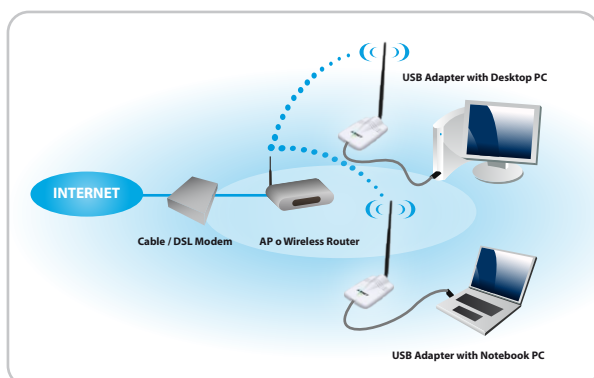 USB Adapter with Desktop PC
INTERNET
Cable / DSL Modem
AP o Wireless Router
USB Adapter with Notebook PC